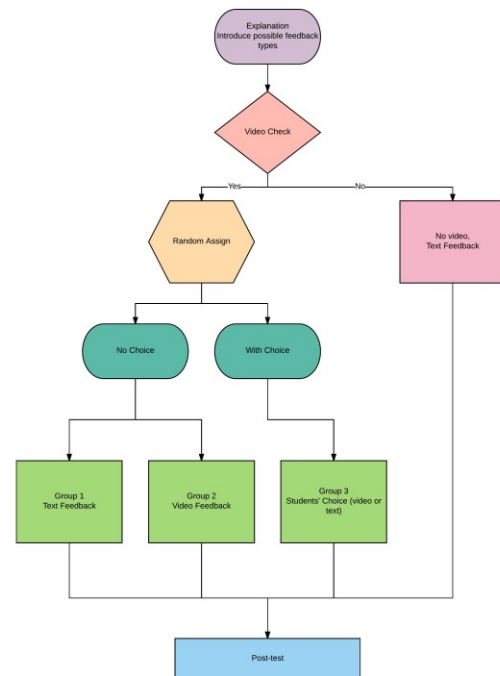 Explanation
Introduce possible feedback
types
Video Check
Yes
No
Random Assign
No video,
Text Feedback
No Choice
With Choice
Group 1
Text Feedback
Group 2
Video Feedback
Group 3
Students' Choice (video or
text)
Post-test